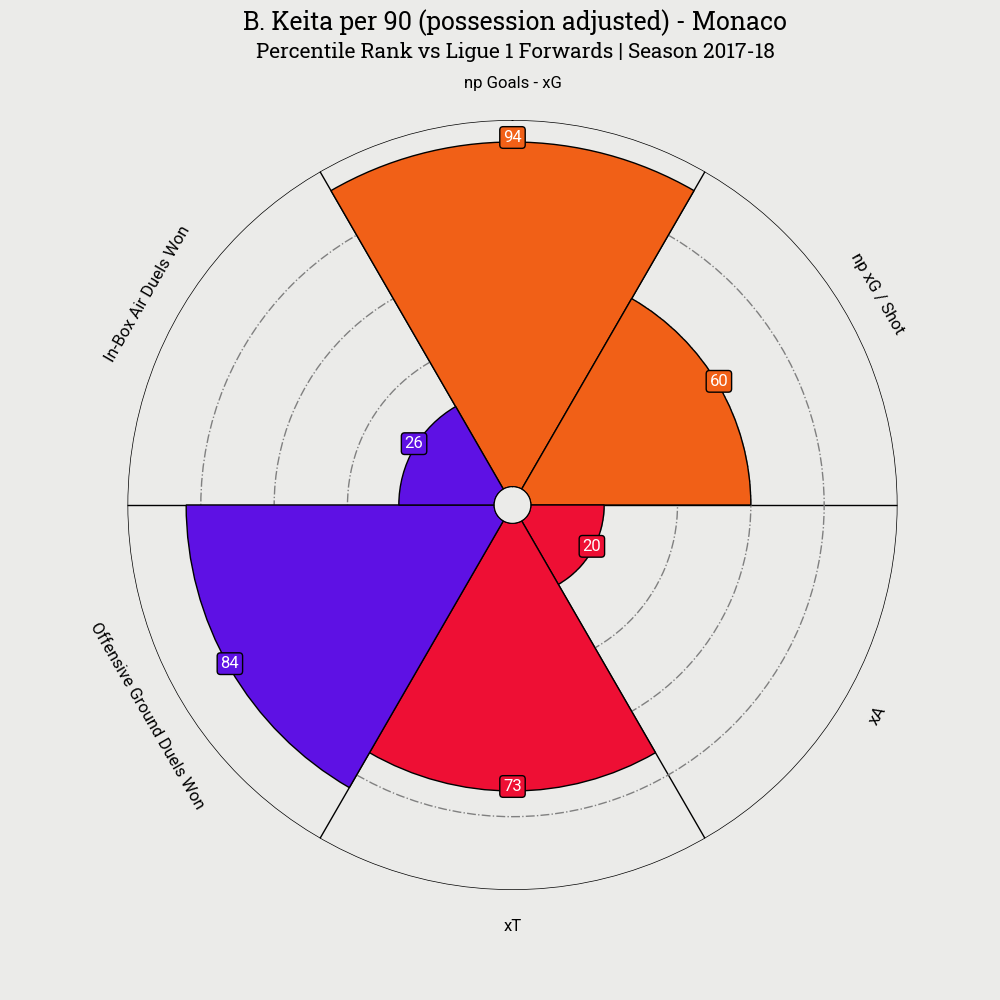 B. Keita per 90 (possession adjusted) - Monaco
Percentile Rank vs Ligue 1 Forwards | Season 2017-18
np Goals - xG
94
np xG / Shot
60
In-Box Air Duels Won
26
20
xA
Offensive Ground Duels Won
84
73
xT